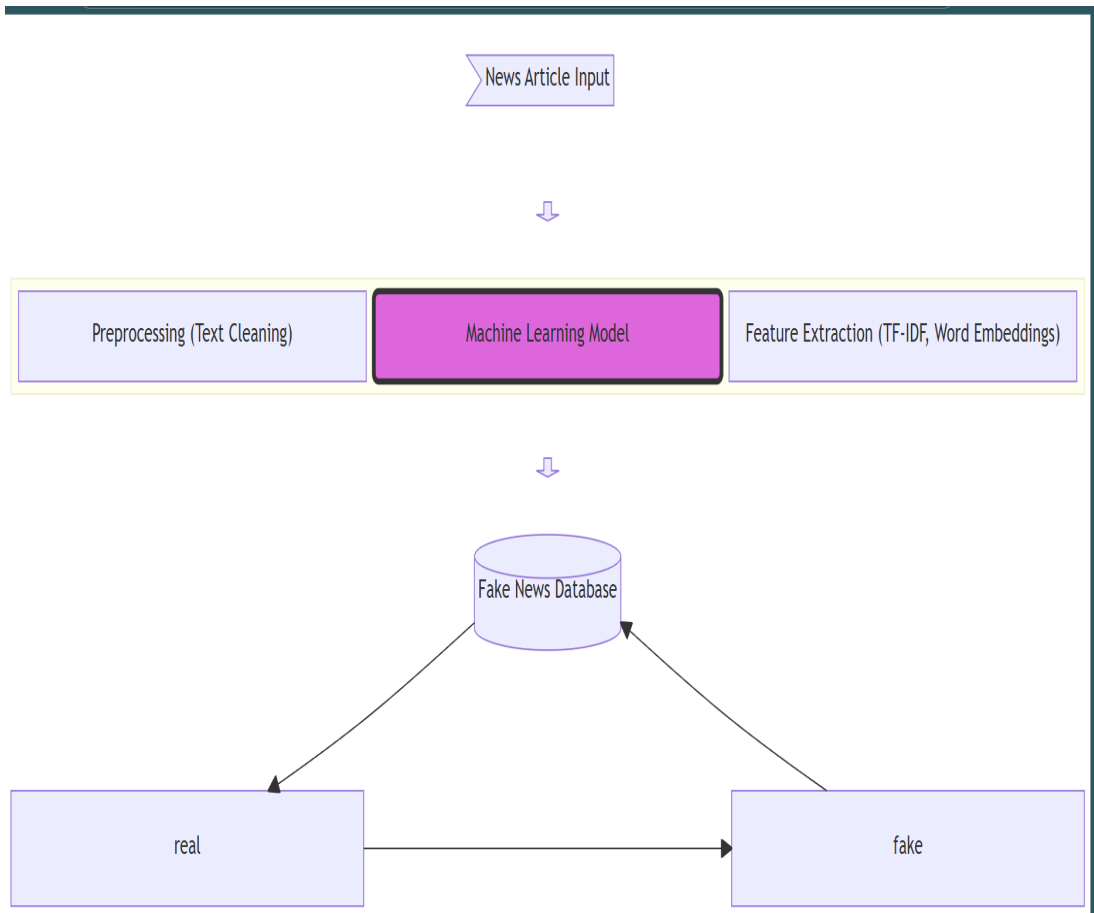 News Article Input
Preprocessing (Text Cleaning)
Machine Learning Model
Feature Extraction (TF-IDF, Word Embeddings)
Fake News Database
real
fake